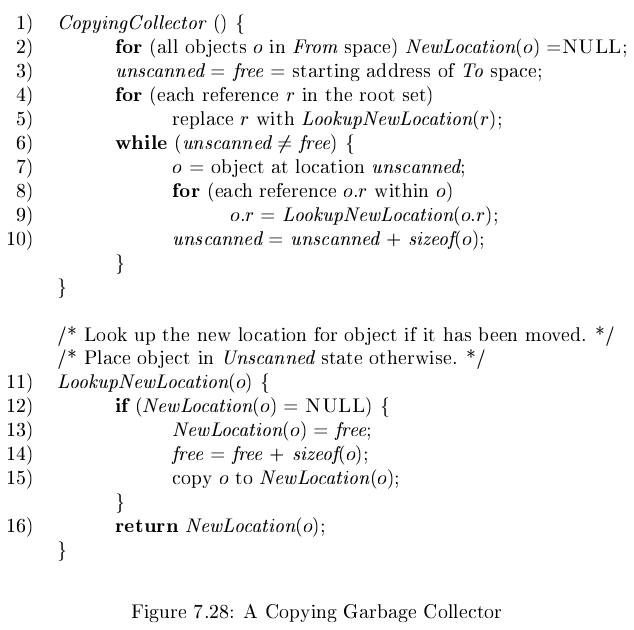 1) CopyingCollector () {
2) for (all objects o in From space) NewLocation(o) =NULL;
3) unscanned = free = starting address of To space;
4) for (each reference r in the root set)
5) replace r with LookupNewLocation(r);
6) while (unscanned ≠ free) {
7) o = object at location unscanned;
8) for (each reference o.r within o)
9) o.r = LookupNewLocation(o.r);
10) unscanned = unscanned + sizeof(o);
}
}
/* Look up the new location for object if it has been moved. */
/* Place object in Unscanned state otherwise. */
11) LookupNewLocation(o) {
12) if (NewLocation(o) = NULL) {
13) NewLocation(o) = free;
14) free = free + sizeof(o);
15) copy o to NewLocation(o);
}
16) return NewLocation(o);
}
Figure 7.28: A Copying Garbage Collector